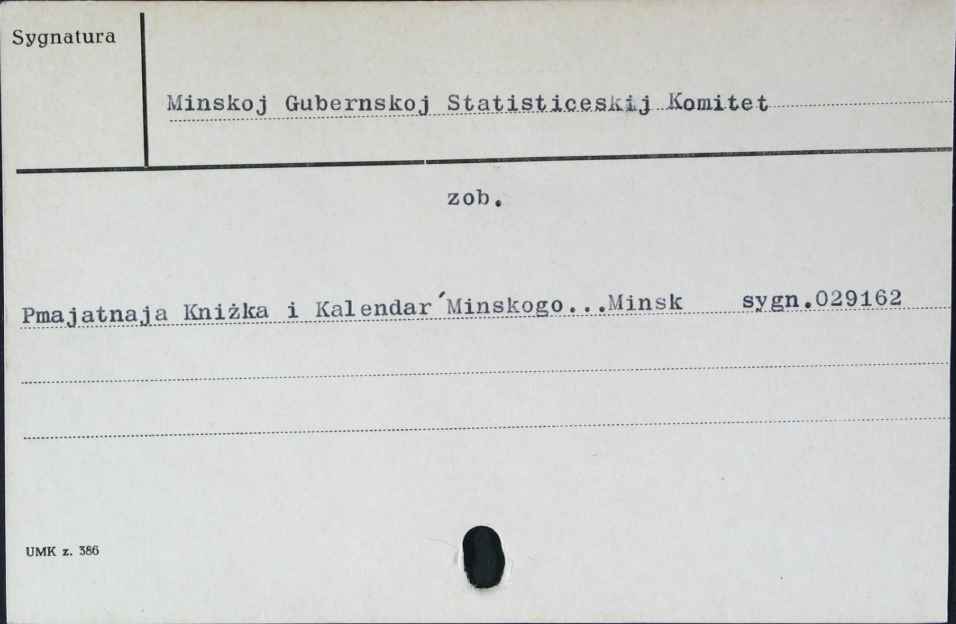 Sygnatura
Minskoj Gubernskoj Statisticeskij Komitet
zob.
Pmajatnaja Kniżka i Kalendar´Minskogo...Minsk sygn.029162
UMK z. 386